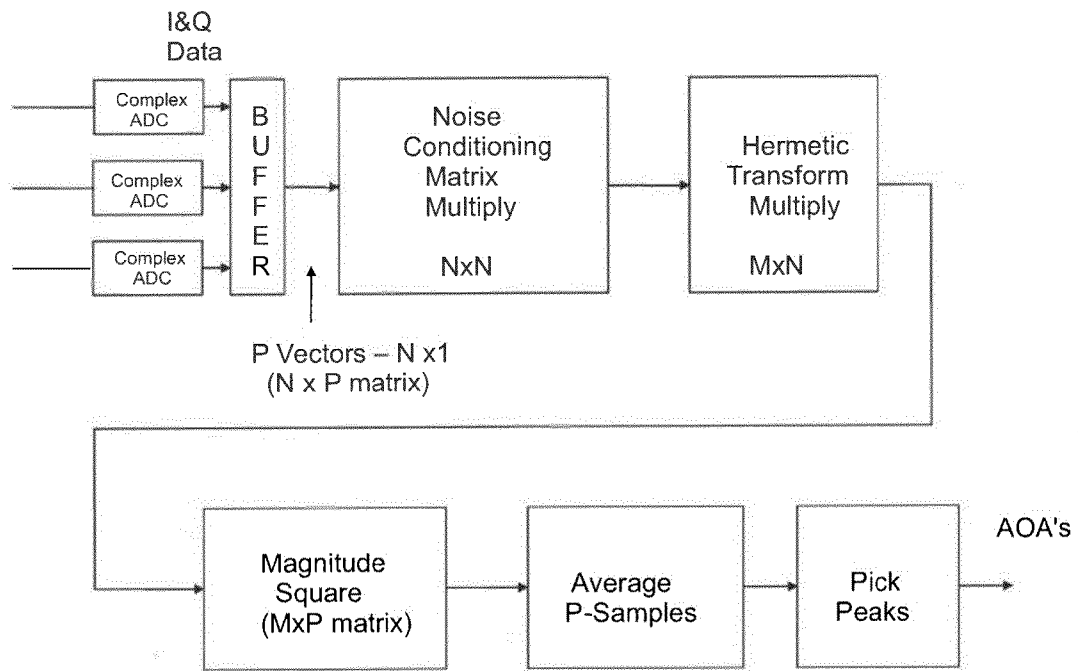 I&Q
Data
Complex
ADC
Complex
ADC
Complex
ADC
B
U
F
F
E
R
Noise
Conditioning
Matrix
Multiply
NxN
Hermetic
Transform
Multiply
MxN
P Vectors – N x1
(N x P matrix)
Magnitude
Square
(MxP matrix)
Average
P-Samples
Pick
Peaks
AOA's